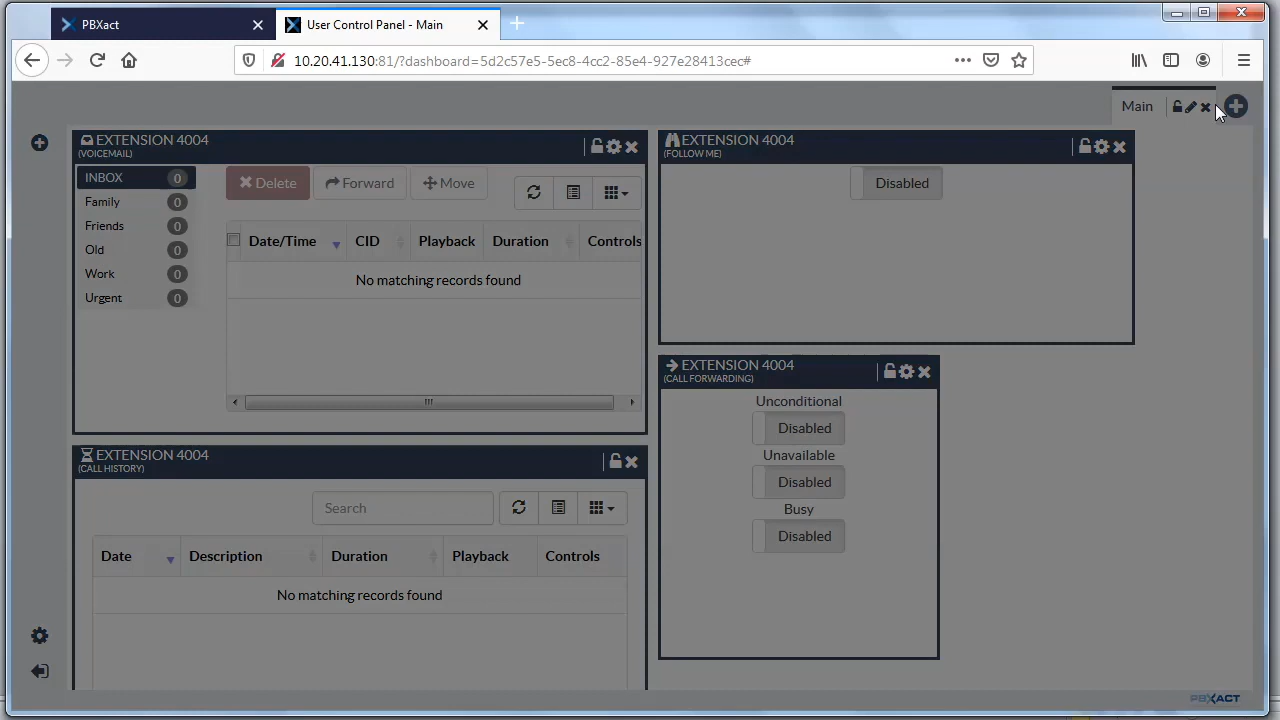 PBXact
User Control Panel - Main
10.20.41.130:81/?dashboard=5d2c57e5-5ec8-4cc2-85e4-927e28413cec#
Main
EXTENSION 4004
(VOICEMAIL)
INBOX 0
Family 0
Friends 0
Old 0
Work 0
Urgent 0
Delete
Forward
Move
Date/Time CID Playback Duration Controls
No matching records found
EXTENSION 4004
(CALL HISTORY)
Search
Date Description Duration Playback Controls
No matching records found
EXTENSION 4004
(FOLLOW ME)
Disabled
EXTENSION 4004
(CALL FORWARDING)
Unconditional
Disabled
Unavailable
Disabled
Busy
Disabled
PBXACT